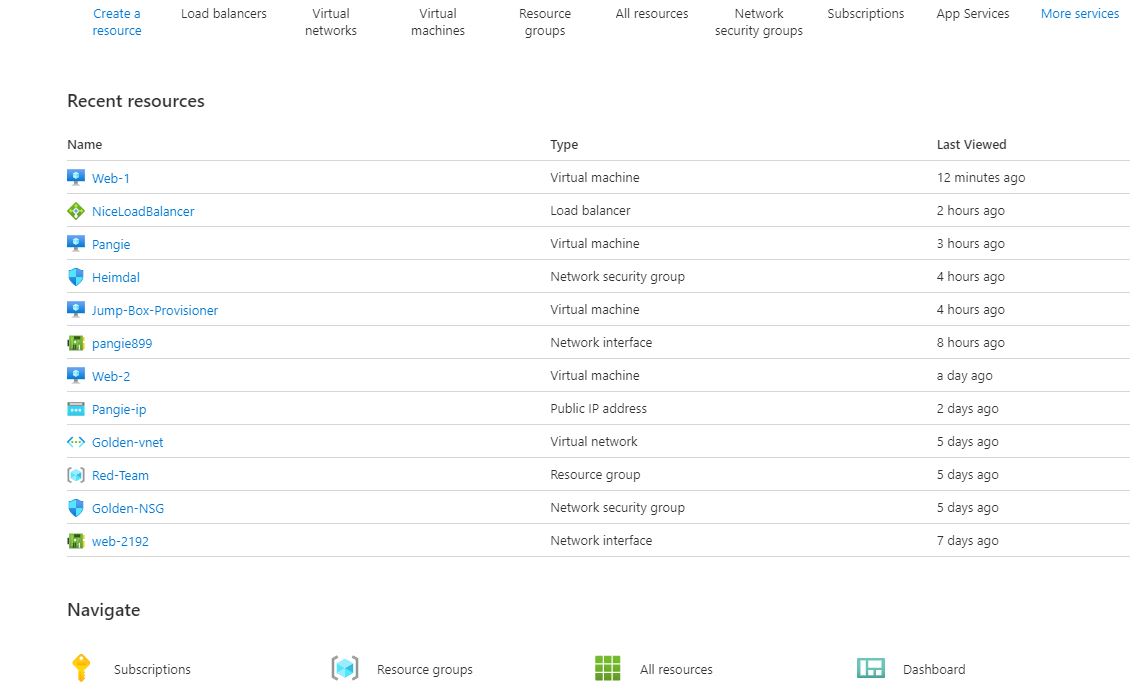 Create a resource
Load balancers
Virtual networks
Virtual machines
Resource groups
All resources
Network security groups
Subscriptions
App Services
More services
Recent resources
Name Type Last Viewed
Web-1 Virtual machine 12 minutes ago
NiceLoadBalancer Load balancer 2 hours ago
Pangie Virtual machine 3 hours ago
Heimdal Network security group 4 hours ago
Jump-Box-Provisioner Virtual machine 4 hours ago
pangie899 Network interface 8 hours ago
Web-2 Virtual machine a day ago
Pangie-ip Public IP address 2 days ago
Golden-vnet Virtual network 5 days ago
Red-Team Resource group 5 days ago
Golden-NSG Network security group 5 days ago
web-2192 Network interface 7 days ago
Navigate
Subscriptions Resource groups All resources Dashboard